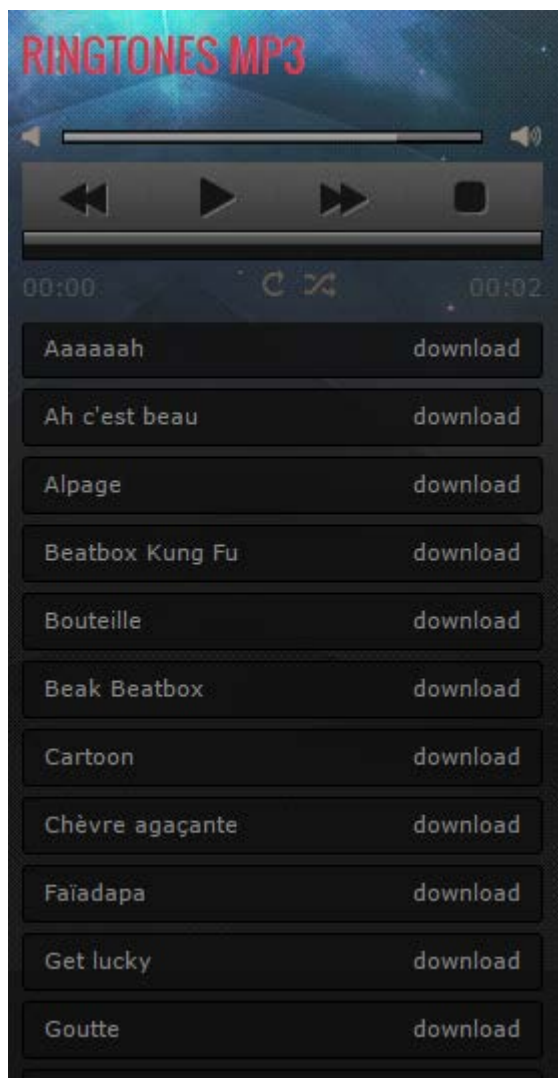 RINGTONES MP3
00:00 00:02
Aaaaaah download
Ah c'est beau download
Alpage download
Beatbox Kung Fu download
Bouteille download
Beak Beatbox download
Cartoon download
Chèvre agaçante download
Faïadapa download
Get lucky download
Goutte download